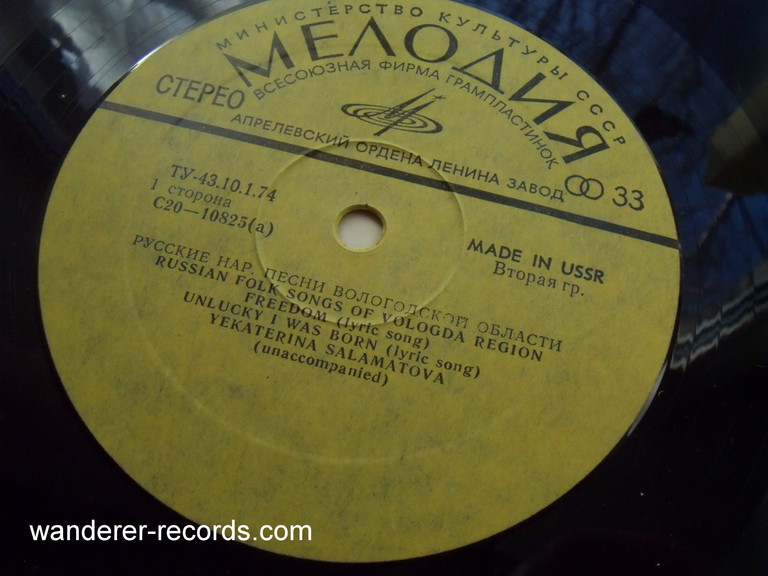 МИНИСТЕРСТВО КУЛЬТУРЫ СССР
МЕЛОДИЯ
ВСЕСОЮЗНАЯ ФИРМА ГРАМПЛАСТИНОК
СТЕРЕО
АПРЕЛЕВСКИЙ ОРДЕНА ЛЕНИНА ЗАВОД
33
ТУ-43.10.1.74
1 сторона
С20—10825(а)
MADE IN USSR
Вторая гр.
РУССКИЕ НАР. ПЕСНИ ВОЛОГОДСКОЙ ОБЛАСТИ
RUSSIAN FOLK SONGS OF VOLOGDA REGION
FREEDOM (lyric song)
UNLUCKY I WAS BORN (lyric song)
YEKATERINA SALAMATOVA
(unaccompanied)
wanderer-records.com